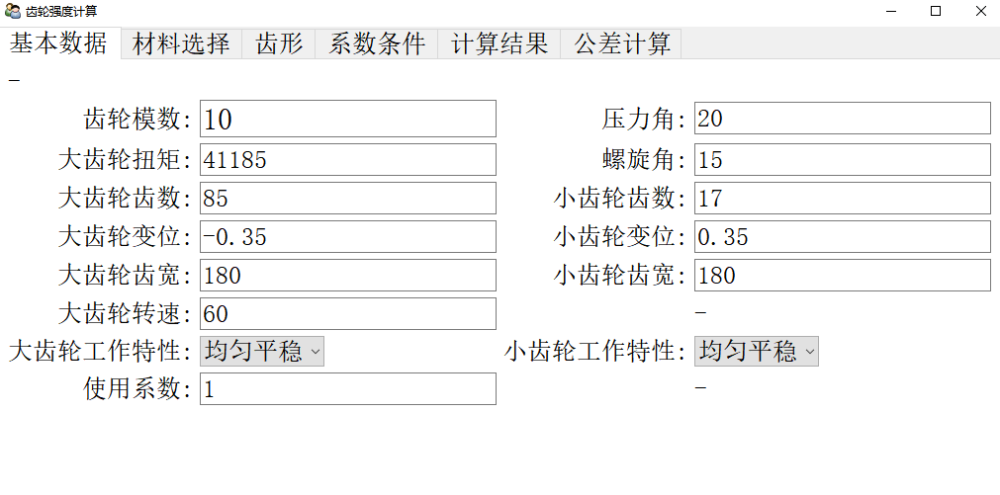 齿轮强度计算
基本数据 材料选择 齿形 系数条件 计算结果 公差计算
-
齿轮模数: 10 压力角: 20
大齿轮扭矩: 41185 螺旋角: 15
大齿轮齿数: 85 小齿轮齿数: 17
大齿轮变位: -0.35 小齿轮变位: 0.35
大齿轮齿宽: 180 小齿轮齿宽: 180
大齿轮转速: 60 -
大齿轮工作特性: 均匀平稳 小齿轮工作特性: 均匀平稳
使用系数: 1 -